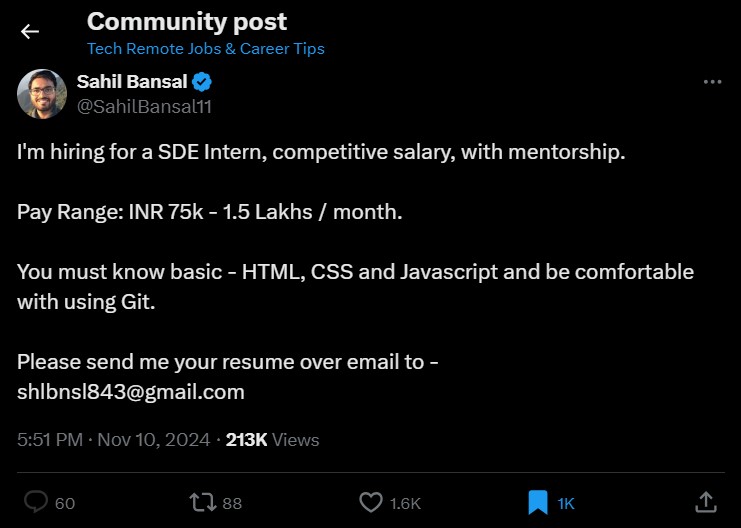 Community post
Tech Remote Jobs & Career Tips
Sahil Bansal
@SahilBansal11
I'm hiring for a SDE Intern, competitive salary, with mentorship.
Pay Range: INR 75k - 1.5 Lakhs / month.
You must know basic - HTML, CSS and Javascript and be comfortable
with using Git.
Please send me your resume over email to -
shlbnsl843@gmail.com
5:51 PM · Nov 10, 2024 · 213K Views
60 88 1.6K 1K